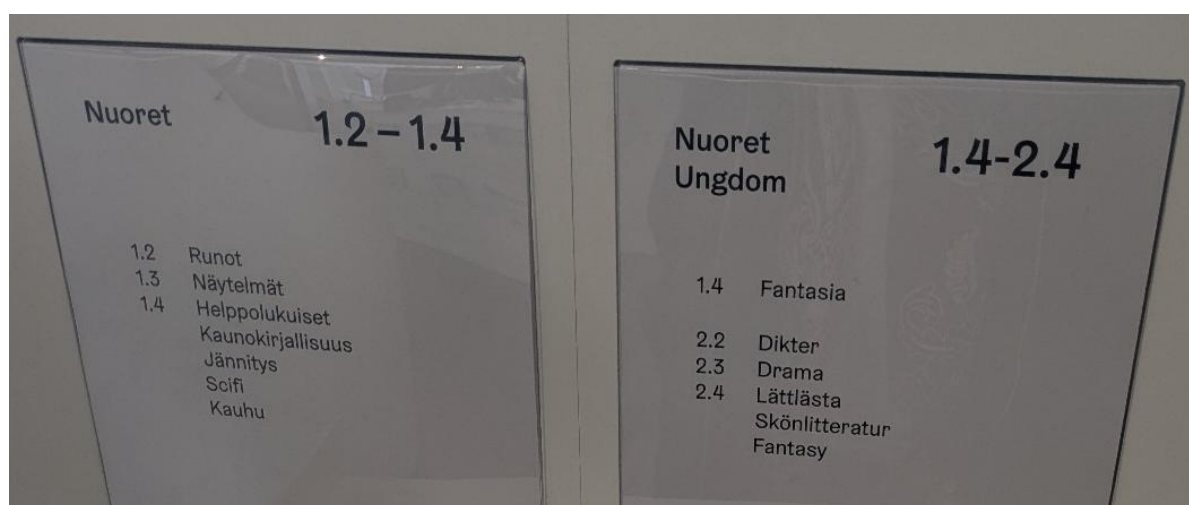 Nuoret 1.2 – 1.4
1.2 Runot
1.3 Näytelmät
1.4 Helppolukuiset
Kaunokirjallisuus
Jännitys
Scifi
Kauhu
Nuoret
Ungdom 1.4-2.4
1.4 Fantasia
2.2 Dikter
2.3 Drama
2.4 Lättlästa
Skönlitteratur
Fantasy